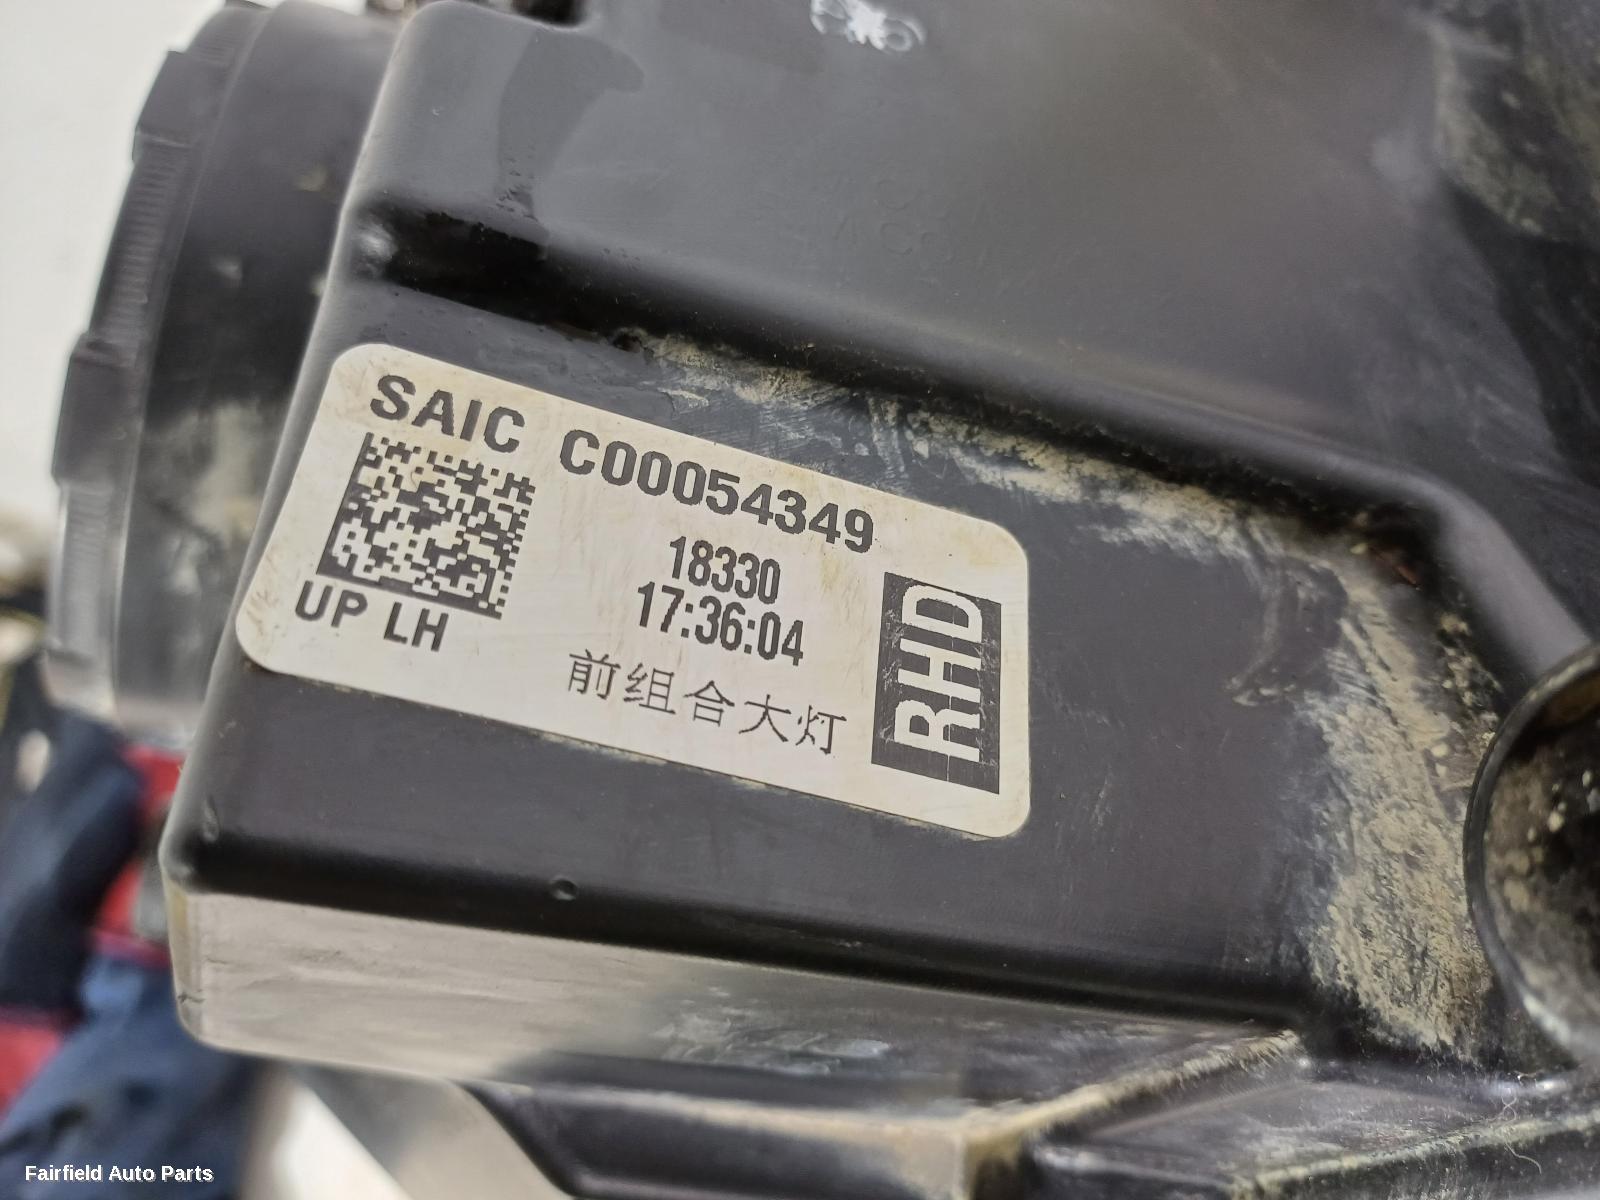 SAIC C00054349
18330
17:36:04
UP LH
前组合大灯
RHD
Fairfield Auto Parts